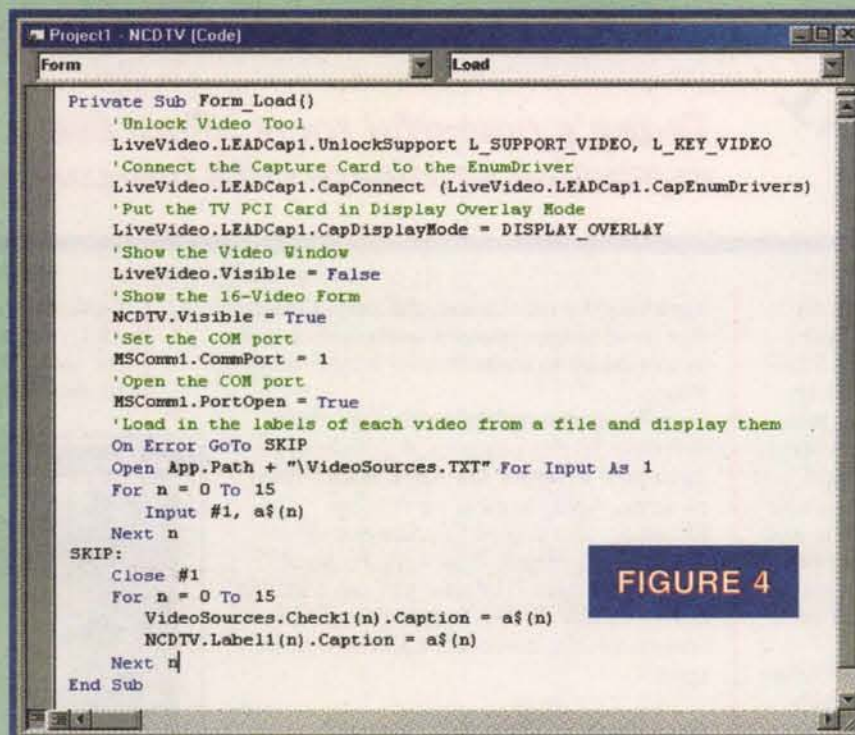 Project1 - NCDTV (Code)
Form Load
Private Sub Form_Load()
'Unlock Video Tool
LiveVideo.LEADCap1.UnlockSupport L_SUPPORT_VIDEO, L_KEY_VIDEO
'Connect the Capture Card to the EnumDriver
LiveVideo.LEADCap1.CapConnect (LiveVideo.LEADCap1.CapEnumDrivers)
'Put the TV PCI Card in Display Overlay Mode
LiveVideo.LEADCap1.CapDisplayMode = DISPLAY_OVERLAY
'Show the Video Window
LiveVideo.Visible = False
'Show the 16-Video Form
NCDTV.Visible = True
'Set the COM port
MSComm1.CommPort = 1
'Open the COM port
MSComm1.PortOpen = True
'Load in the labels of each video from a file and display them
On Error GoTo SKIP
Open App.Path + "\VideoSources.TXT" For Input As 1
For n = 0 To 15
Input #1, a$(n)
Next n
SKIP:
Close #1
For n = 0 To 15
VideoSources.Check1(n).Caption = a$(n)
NCDTV.Label1(n).Caption = a$(n)
Next n
End Sub
FIGURE 4